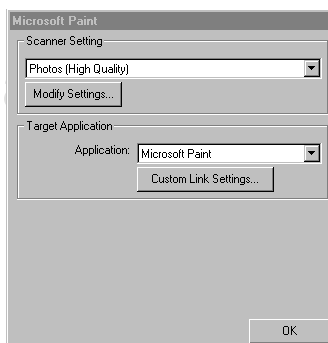 Microsoft Paint
Scanner Setting
Photos (High Quality)
Modify Settings...
Target Application
Application: Microsoft Paint
Custom Link Settings...
OK